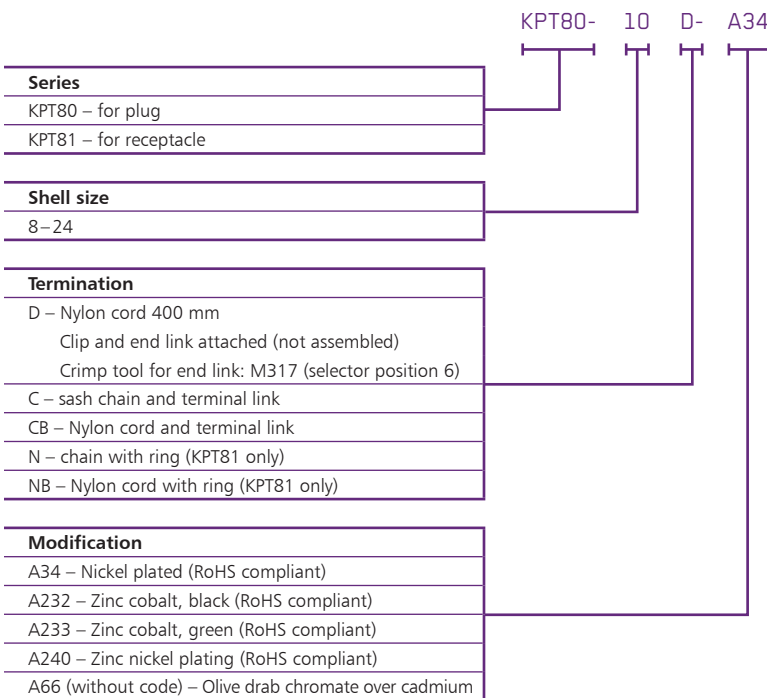 KPT80- 10 D- A34
Series
KPT80 – for plug
KPT81 – for receptacle
Shell size
8–24
Termination
D – Nylon cord 400 mm
Clip and end link attached (not assembled)
Crimp tool for end link: M317 (selector position 6)
C – sash chain and terminal link
CB – Nylon cord and terminal link
N – chain with ring (KPT81 only)
NB – Nylon cord with ring (KPT81 only)
Modification
A34 – Nickel plated (RoHS compliant)
A232 – Zinc cobalt, black (RoHS compliant)
A233 – Zinc cobalt, green (RoHS compliant)
A240 – Zinc nickel plating (RoHS compliant)
A66 (without code) – Olive drab chromate over cadmium